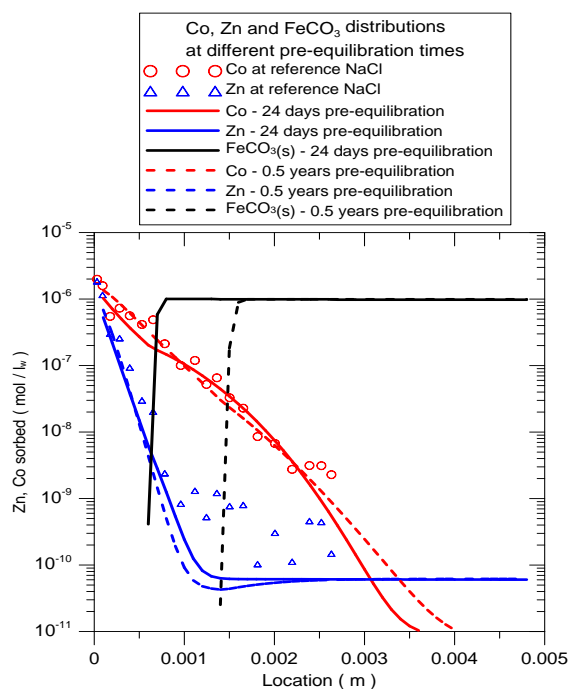 Co, Zn and FeCO₃ distributions
at different pre-equilibration times
Co at reference NaCl
Zn at reference NaCl
Co - 24 days pre-equilibration
Zn - 24 days pre-equilibration
FeCO₃(s) - 24 days pre-equilibration
Co - 0.5 years pre-equilibration
Zn - 0.5 years pre-equilibration
FeCO₃(s) - 0.5 years pre-equilibration
Zn, Co sorbed ( mol / l_w )
10⁻⁵
10⁻⁶
10⁻⁷
10⁻⁸
10⁻⁹
10⁻¹⁰
10⁻¹¹
0 0.001 0.002 0.003 0.004 0.005
Location ( m )